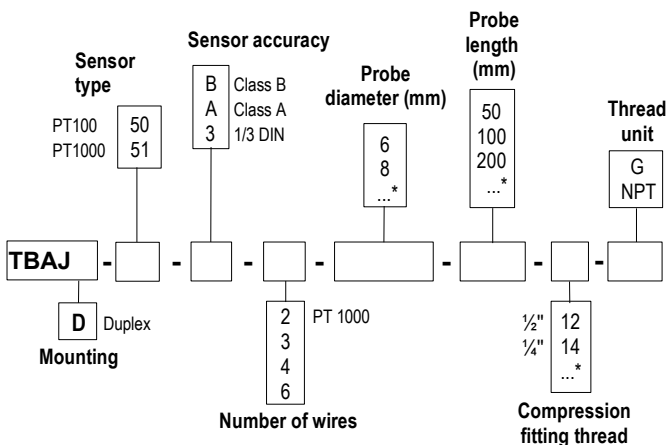 Sensor type
PT100 50
PT1000 51
Sensor accuracy
B Class B
A Class A
3 1/3 DIN
Probe diameter (mm)
6
8
...*
Probe length (mm)
50
100
200
...*
Thread unit
G
NPT
TBAJ - - - - - - -
D Duplex
Mounting
2 PT 1000
3
4
6
Number of wires
½" 12
¼" 14
...*
Compression fitting thread